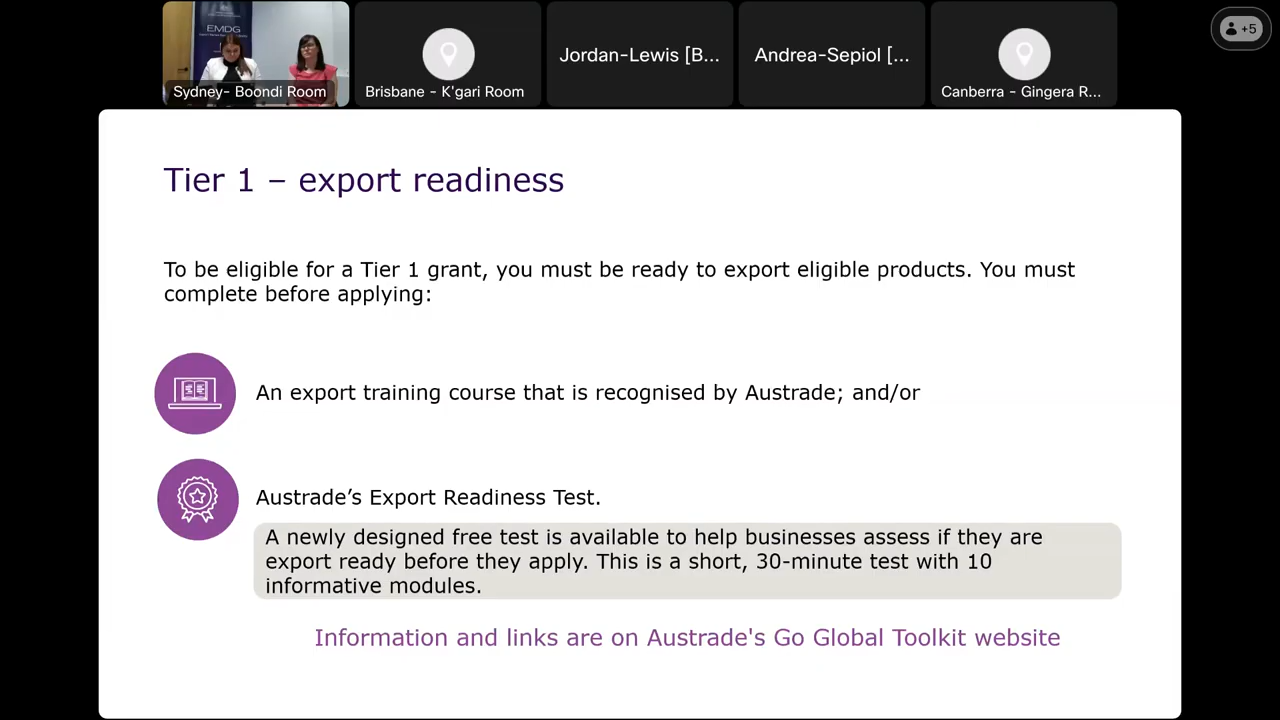 EMDG
Sydney- Boondi Room
Brisbane - K'gari Room
Jordan-Lewis [B...
Andrea-Sepiol [...
Canberra - Gingera R...
+5
Tier 1 – export readiness
To be eligible for a Tier 1 grant, you must be ready to export eligible products. You must
complete before applying:
An export training course that is recognised by Austrade; and/or
Austrade’s Export Readiness Test.
A newly designed free test is available to help businesses assess if they are
export ready before they apply. This is a short, 30-minute test with 10
informative modules.
Information and links are on Austrade's Go Global Toolkit website